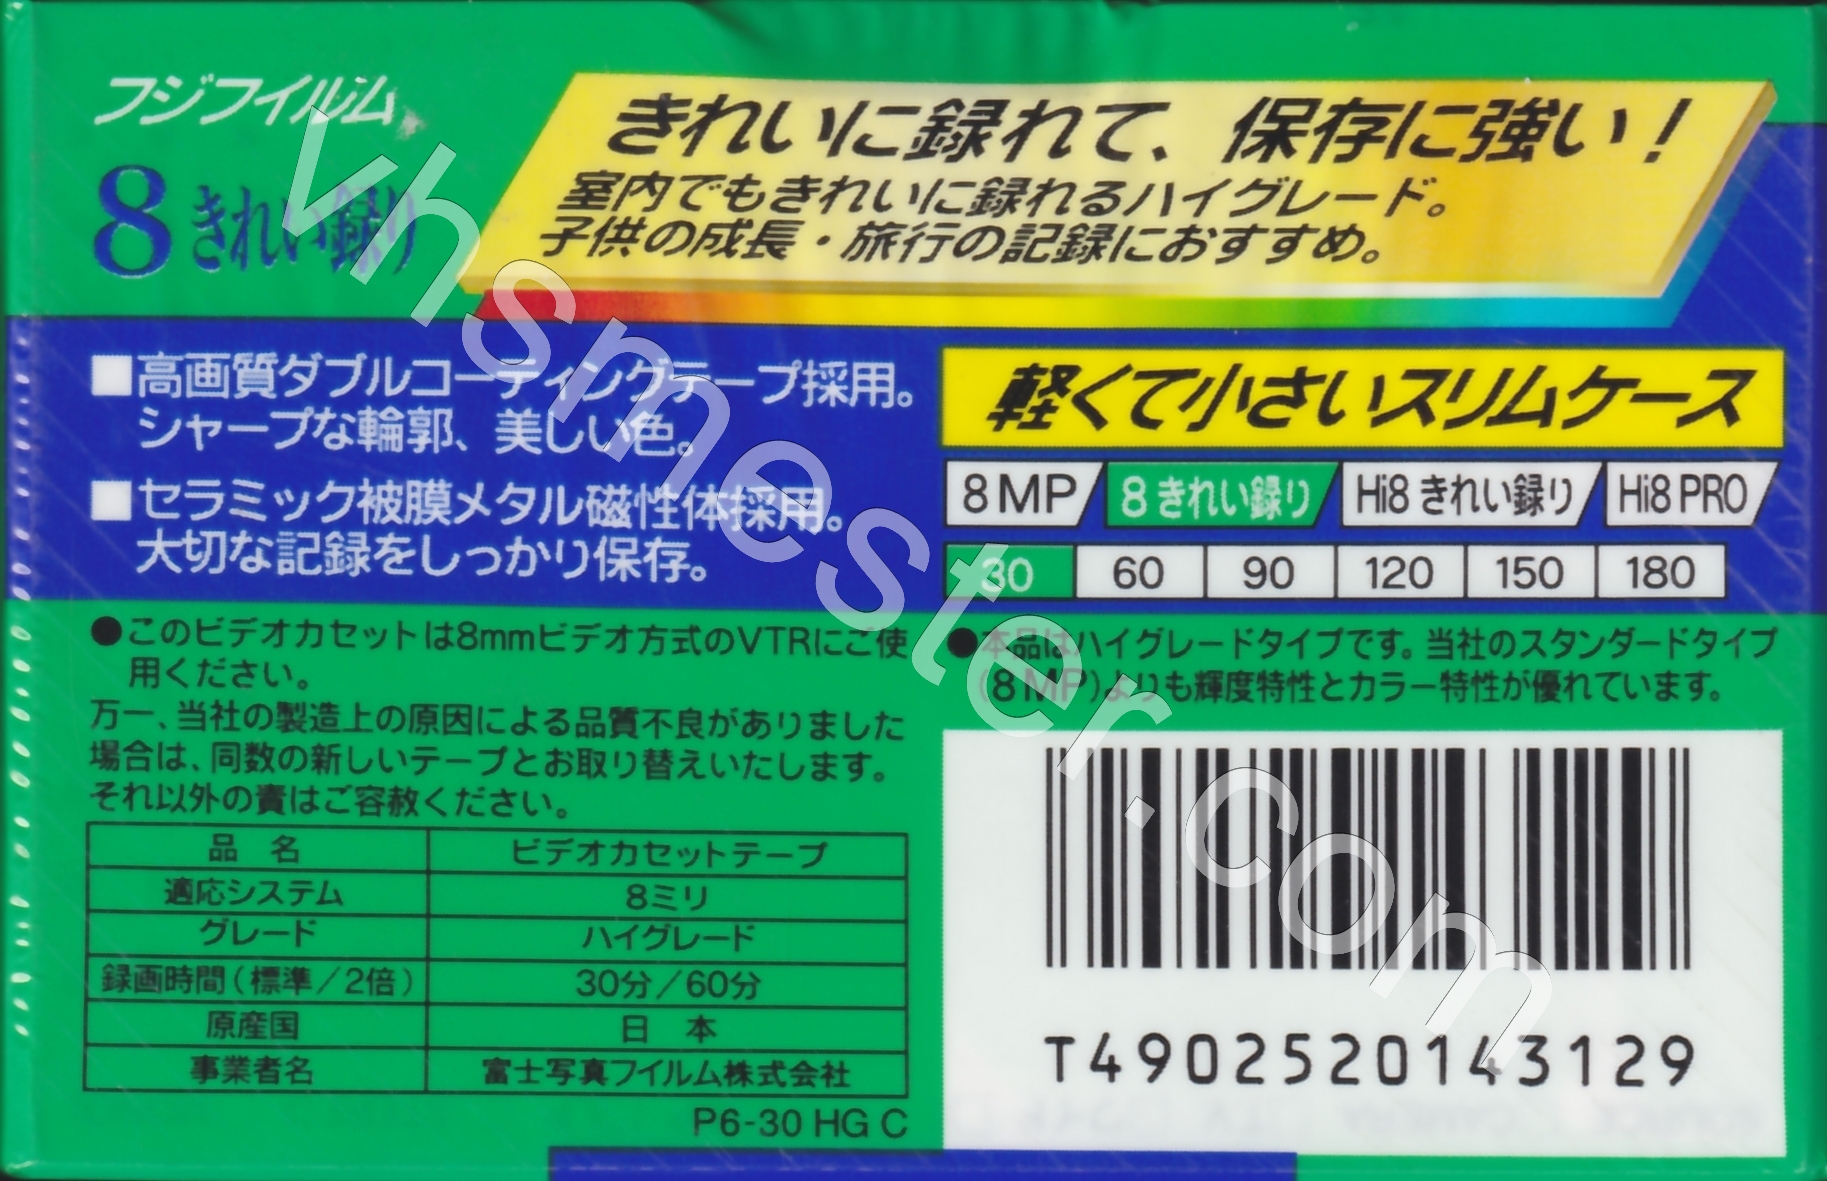 フジフイルム
8 きれい録り
きれいに録れて、保存に強い！
室内でもきれいに録れるハイグレード。
子供の成長・旅行の記録におすすめ。
■高画質ダブルコーティングテープ採用。
シャープな輪郭、美しい色。
■セラミック被膜メタル磁性体採用。
大切な記録をしっかり保存。
軽くて小さいスリムケース
8 MP 8 きれい録り Hi8 きれい録り Hi8 PRO
30 60 90 120 150 180
●このビデオカセットは8mmビデオ方式のVTRにご使
用ください。
万一、当社の製造上の原因による品質不良がありました
場合は、同数の新しいテープとお取り替えいたします。
それ以外の責はご容赦ください。
●本品はハイグレードタイプです。当社のスタンダードタイプ
(8 MP)よりも輝度特性とカラー特性が優れています。
品 名 ビデオカセットテープ
適応システム 8ミリ
グレード ハイグレード
録画時間（標準／2倍） 30分／60分
原産国 日 本
事業者名 富士写真フイルム株式会社
P6-30 HG C
T4902520143129
vhsmester.com